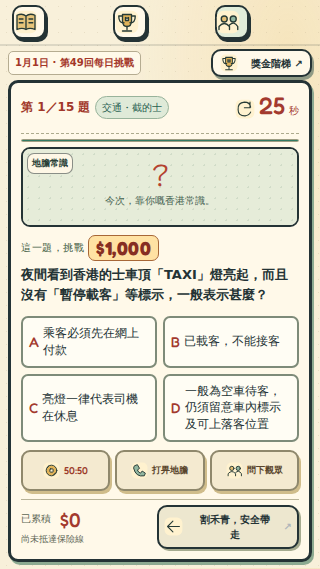 1月1日・第49回每日挑戰
獎金階梯 ↗
第 1／15 題
交通・截的士
25 秒
地膽常識
?
今次，靠你嘅香港常識。
這一題，挑戰 $1,000
夜間看到香港的士車頂「TAXI」燈亮起，而且
沒有「暫停載客」等標示，一般表示甚麼？
A 乘客必須先在網上
付款
B 已載客，不能接客
C 亮燈一律代表司機
在休息
D 一般為空車待客，
仍須留意車內標示
及可上落客位置
50:50
打畀地膽
問下觀眾
已累積 $0
尚未抵達保險線
← 割禾青，安全帶
走 ↗